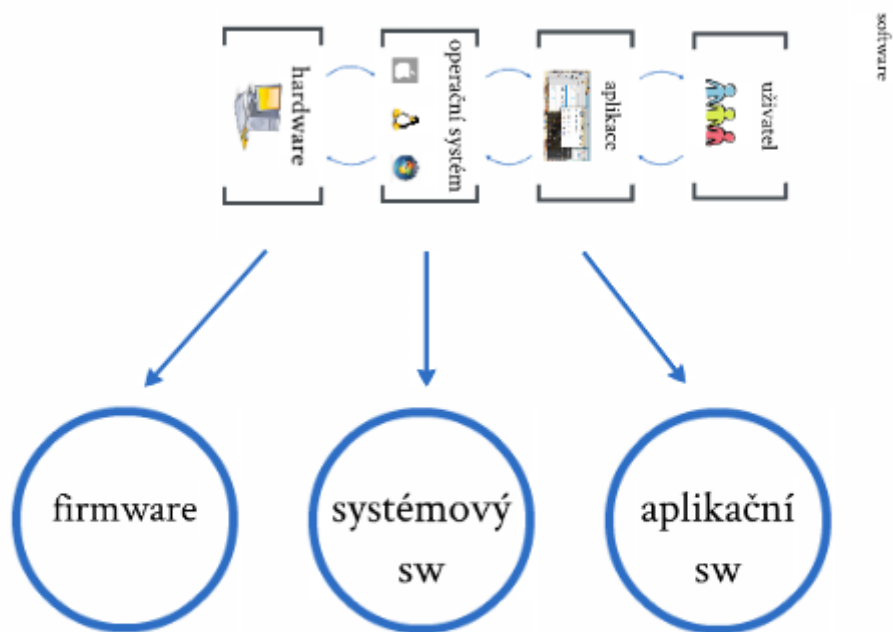 software
uživatel
aplikace
operační systém
hardware
firmware
systémový
sw
aplikační
sw